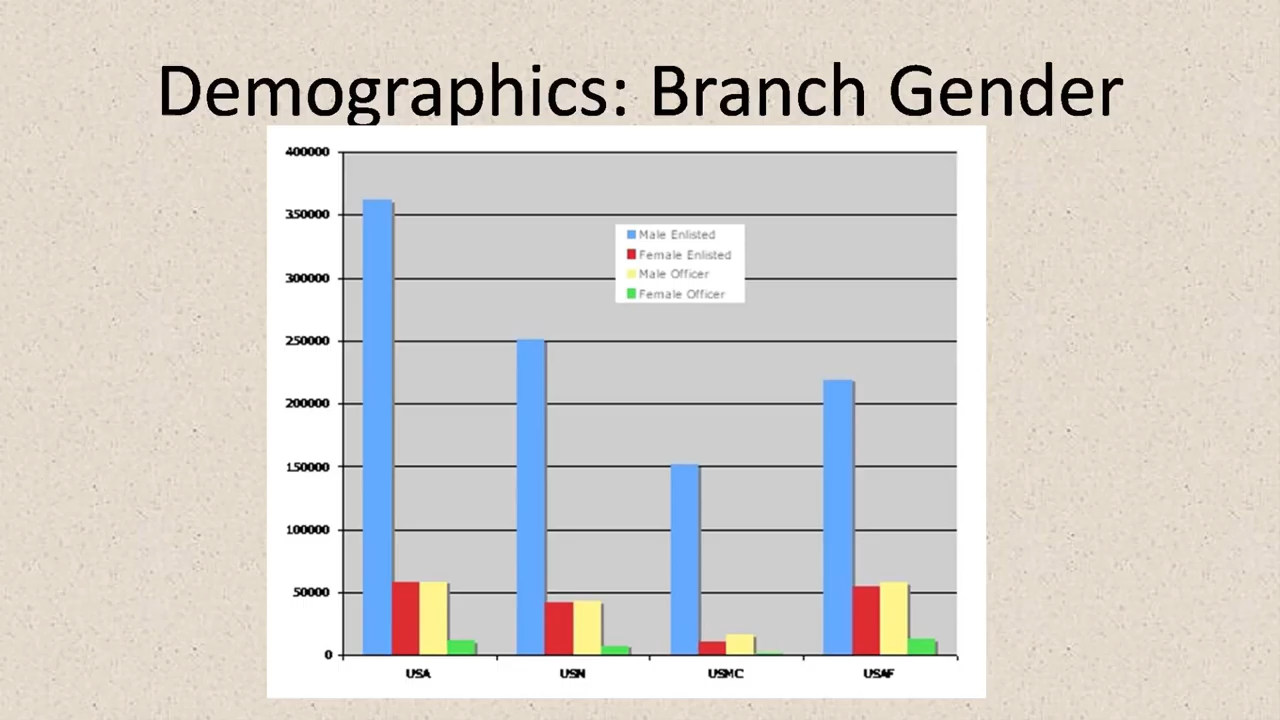 Demographics: Branch Gender
400000
350000
300000
250000
200000
150000
100000
50000
0
Male Enlisted
Female Enlisted
Male Officer
Female Officer
USA USN USMC USAF